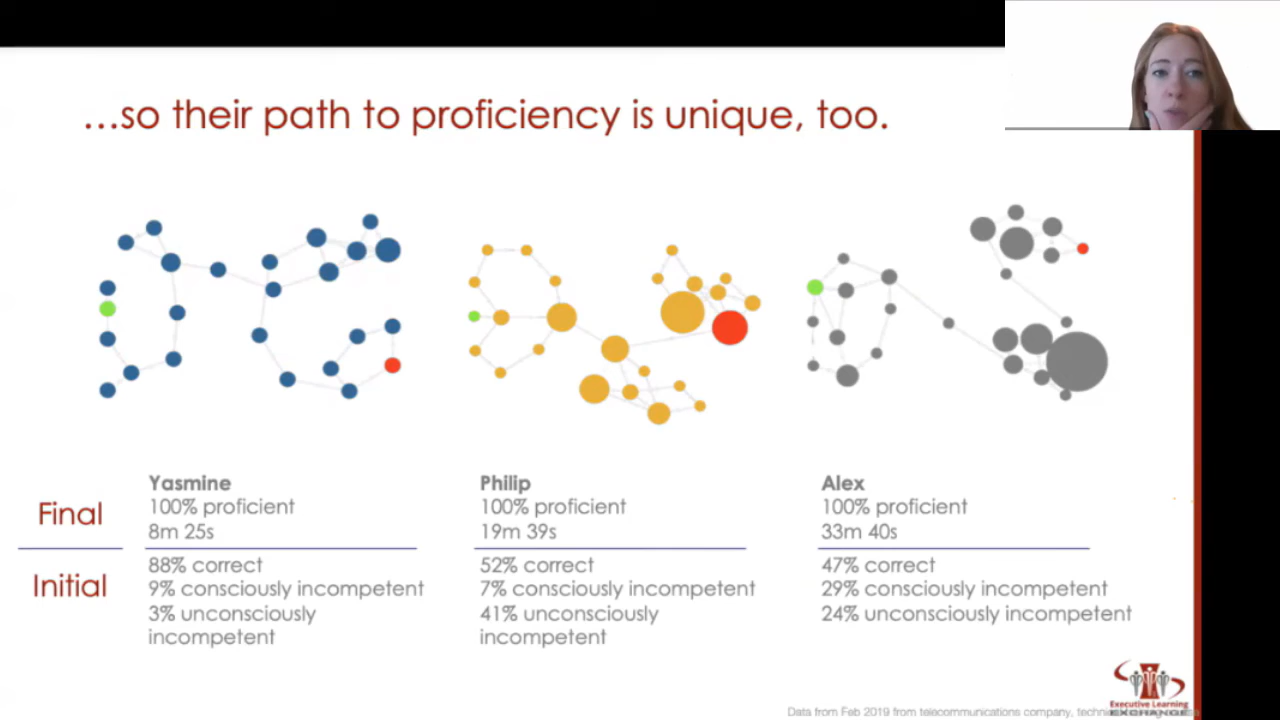 ...so their path to proficiency is unique, too.
Final
Initial
Yasmine
100% proficient
8m 25s
88% correct
9% consciously incompetent
3% unconsciously
incompetent
Philip
100% proficient
19m 39s
52% correct
7% consciously incompetent
41% unconsciously
incompetent
Alex
100% proficient
33m 40s
47% correct
29% consciously incompetent
24% unconsciously incompetent
Executive Learning
EXCHANGE
Data from Feb 2019 from telecommunications company,